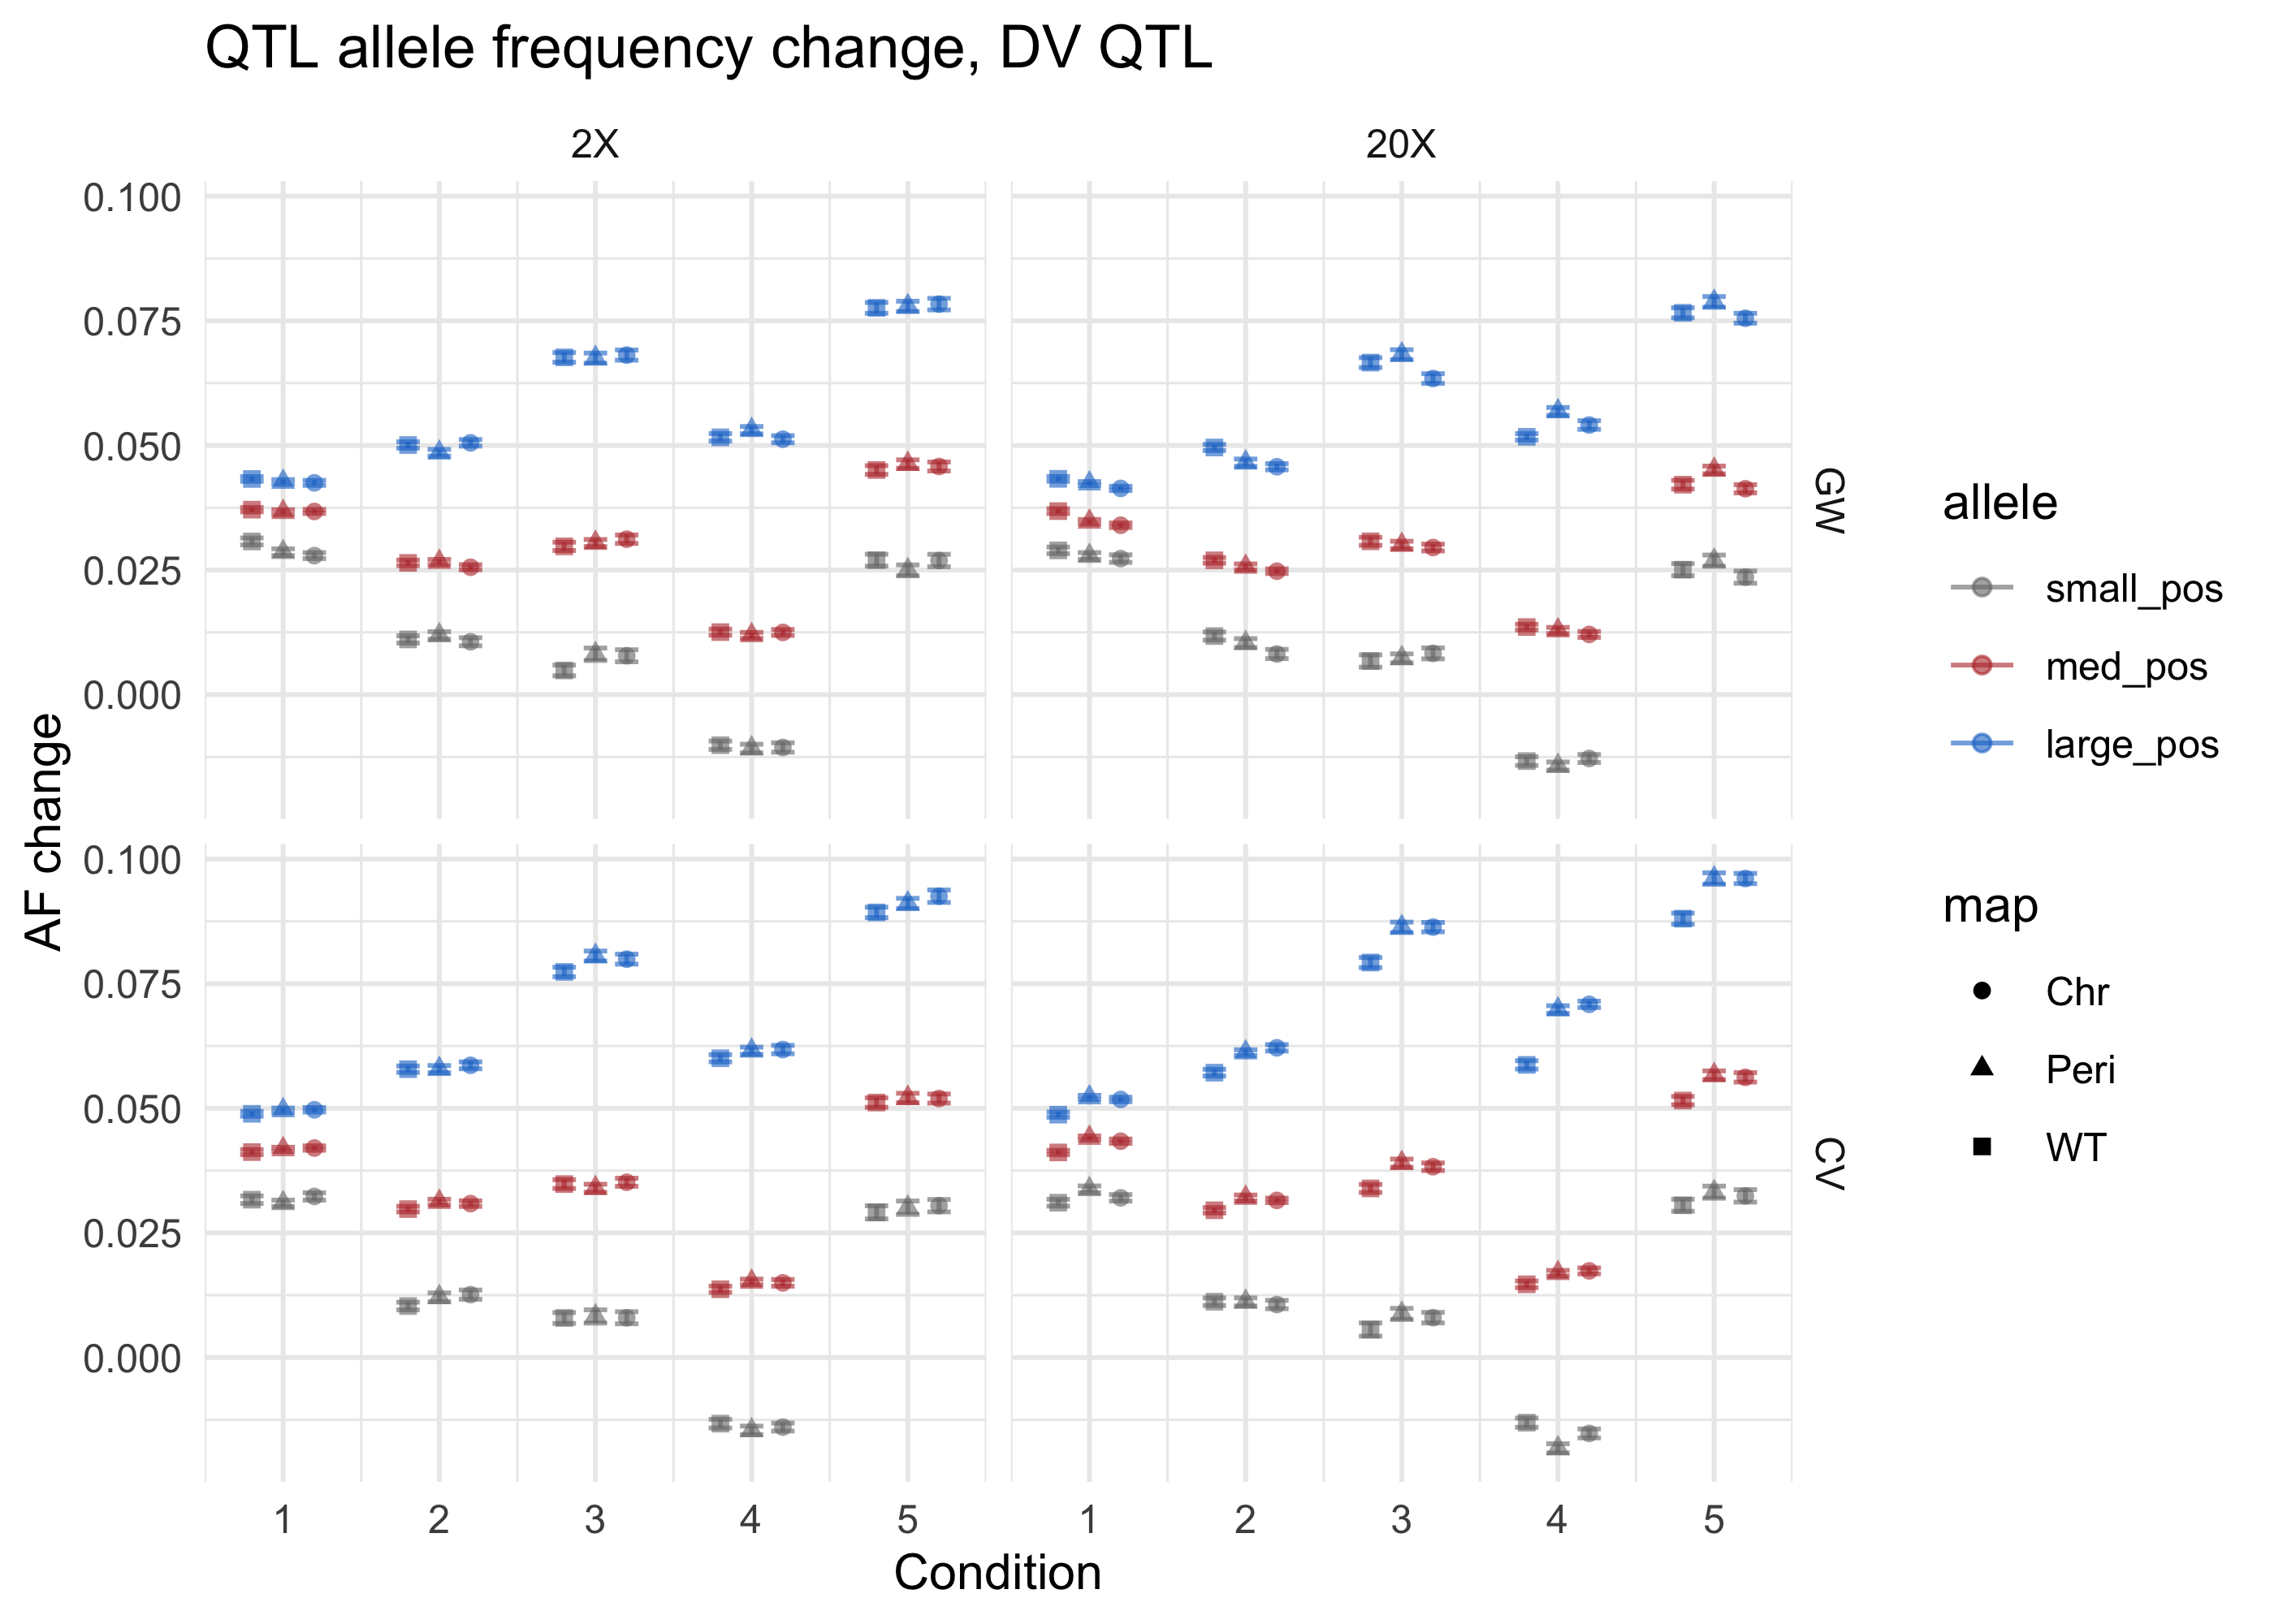 QTL allele frequency change, DV QTL
2X
20X
0.100
0.075
0.050
0.025
0.000
GW
0.100
0.075
0.050
0.025
0.000
CV
AF change
1 2 3 4 5
1 2 3 4 5
Condition
allele
small_pos
med_pos
large_pos
map
Chr
Peri
WT